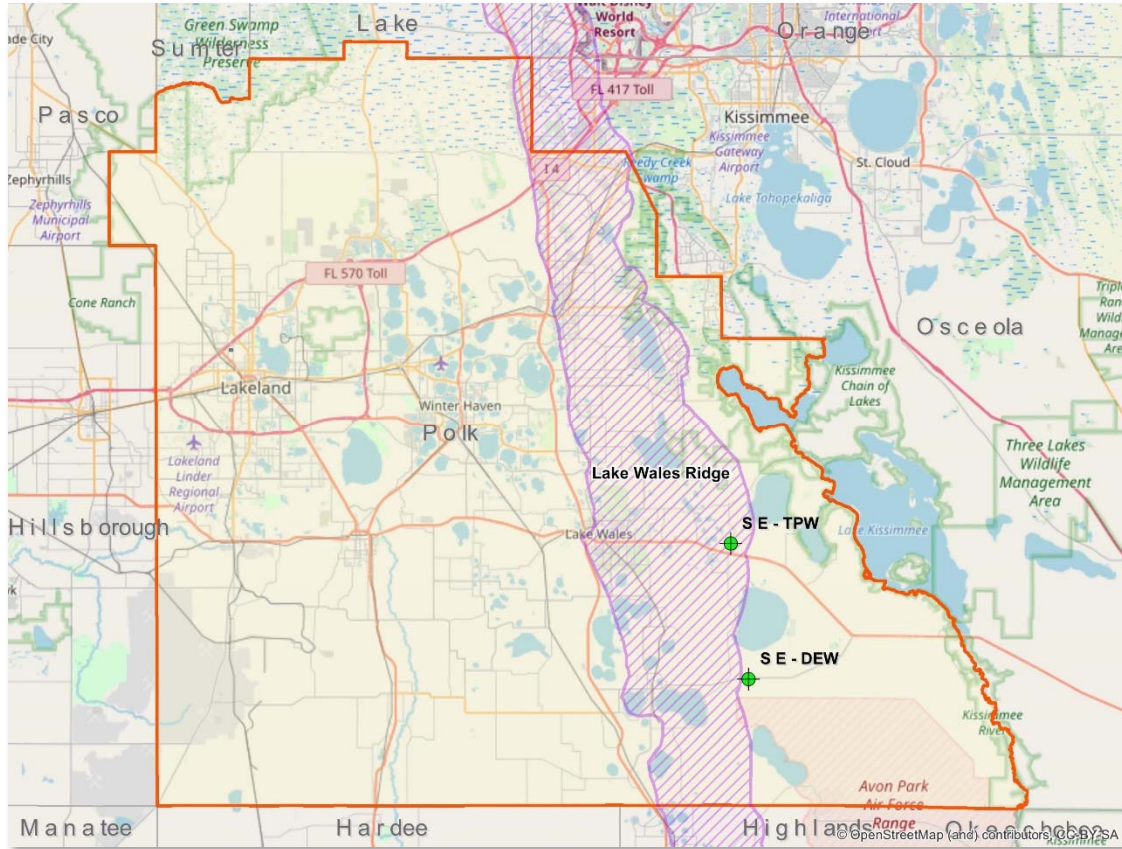 Green Swamp
Wilderness
Preserve
Lake
Walt Disney
World
Resort
International
Orange
Sumter
FL 417 Toll
Pasco
Kissimmee
Kissimmee
Gateway
Airport
St. Cloud
Reedy Creek
Swamp
I 4
Zephyrhills
Zephyrhills
Municipal
Airport
Lake Tohopekaliga
FL 570 Toll
Cone Ranch
Osceola
Lakeland
Winter Haven
Polk
Kissimmee
Chain of
Lakes
Lakeland
Linder
Regional
Airport
Lake Wales Ridge
Three Lakes
Wildlife
Management
Area
Hillsborough
Lake Wales
S E - TPW
Lake Kissimmee
S E - DEW
Kissimmee
River
Avon Park
Air Force
Range
Manatee
Hardee
Highlands
Okeechobee
© OpenStreetMap (and) contributors, CC-BY-SA
Kissimmee